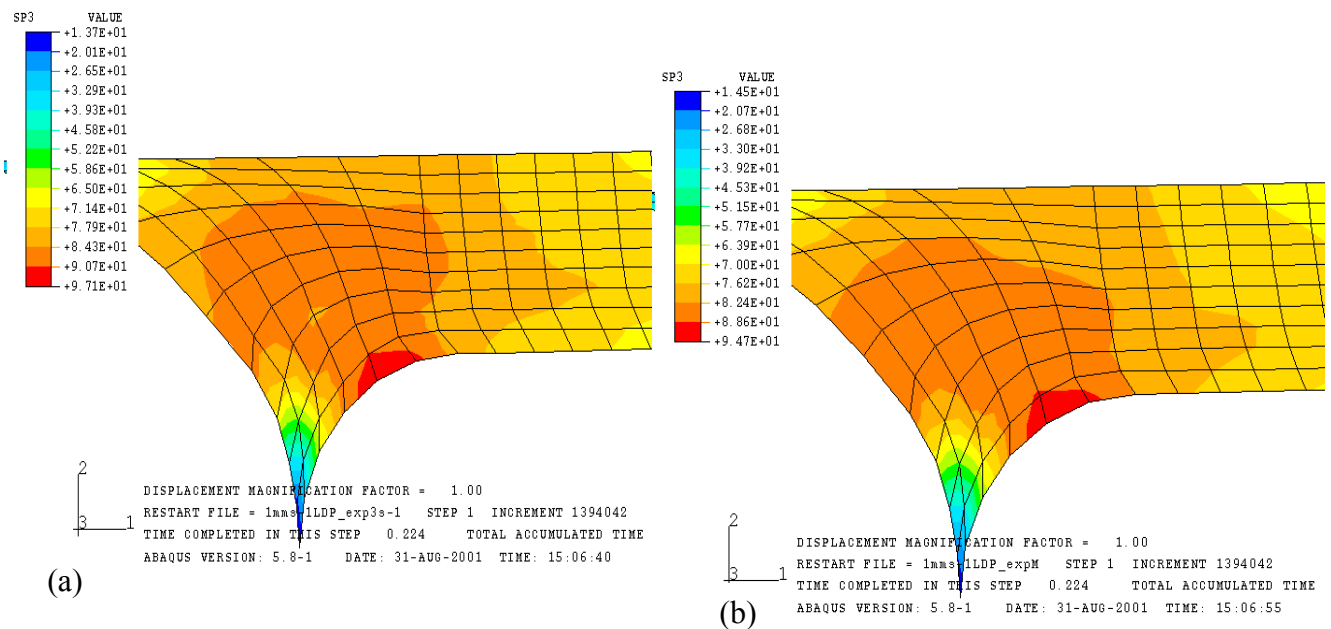 SP3 VALUE
+1.37E+01
+2.01E+01
+2.65E+01
+3.29E+01
+3.93E+01
+4.58E+01
+5.22E+01
+5.86E+01
+6.50E+01
+7.14E+01
+7.79E+01
+8.43E+01
+9.07E+01
+9.71E+01
2
3 1
DISPLACEMENT MAGNIFICATION FACTOR = 1.00
RESTART FILE = 1mms-1LDP_exp3s-1 STEP 1 INCREMENT 1394042
TIME COMPLETED IN THIS STEP 0.224 TOTAL ACCUMULATED TIME
ABAQUS VERSION: 5.8-1 DATE: 31-AUG-2001 TIME: 15:06:40
(a)
SP3 VALUE
+1.45E+01
+2.07E+01
+2.68E+01
+3.30E+01
+3.92E+01
+4.53E+01
+5.15E+01
+5.77E+01
+6.39E+01
+7.00E+01
+7.62E+01
+8.24E+01
+8.86E+01
+9.47E+01
2
3 1
DISPLACEMENT MAGNIFICATION FACTOR = 1.00
RESTART FILE = 1mms-1LDP_expM STEP 1 INCREMENT 1394042
TIME COMPLETED IN THIS STEP 0.224 TOTAL ACCUMULATED TIME
ABAQUS VERSION: 5.8-1 DATE: 31-AUG-2001 TIME: 15:06:55
(b)